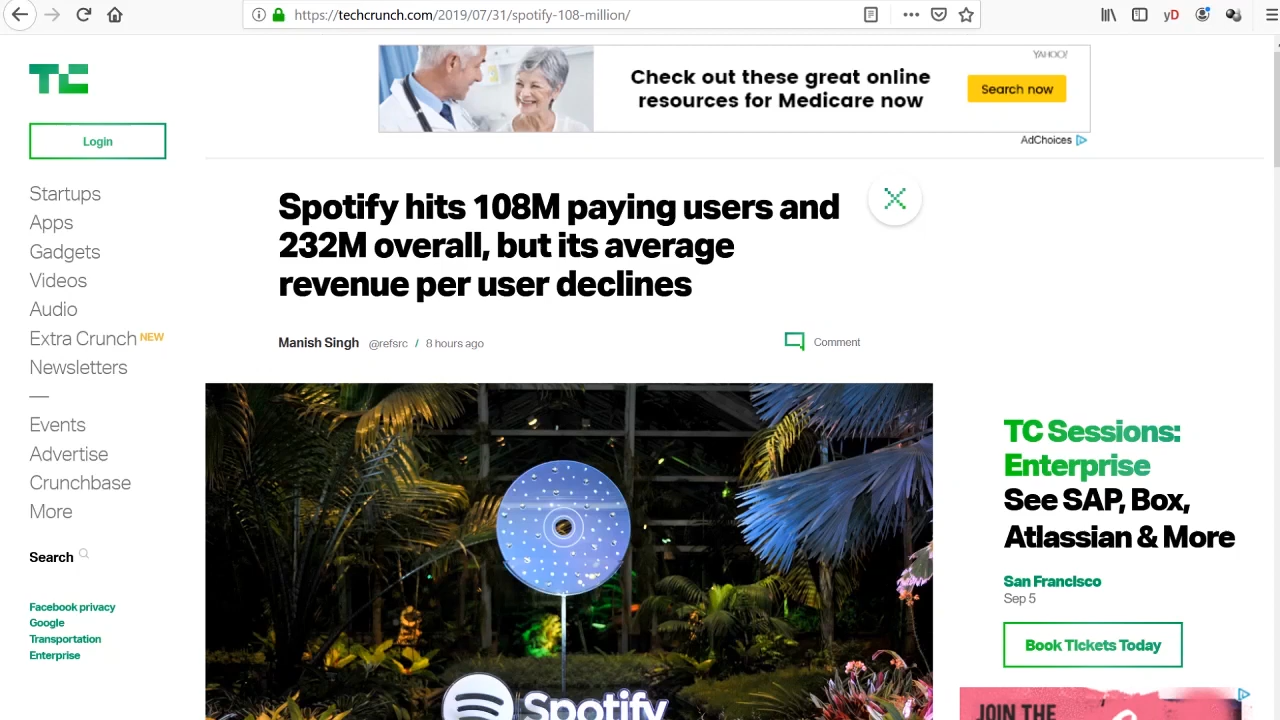 https://techcrunch.com/2019/07/31/spotify-108-million/
yD
TC
Login
Startups
Apps
Gadgets
Videos
Audio
Extra Crunch NEW
Newsletters
Events
Advertise
Crunchbase
More
Search
Facebook privacy
Google
Transportation
Enterprise
YAHOO!
Check out these great online
resources for Medicare now
Search now
AdChoices
Spotify hits 108M paying users and
232M overall, but its average
revenue per user declines
Manish Singh @refsrc / 8 hours ago
Comment
Spotify
TC Sessions:
Enterprise
See SAP, Box,
Atlassian & More
San Francisco
Sep 5
Book Tickets Today
JOIN THE